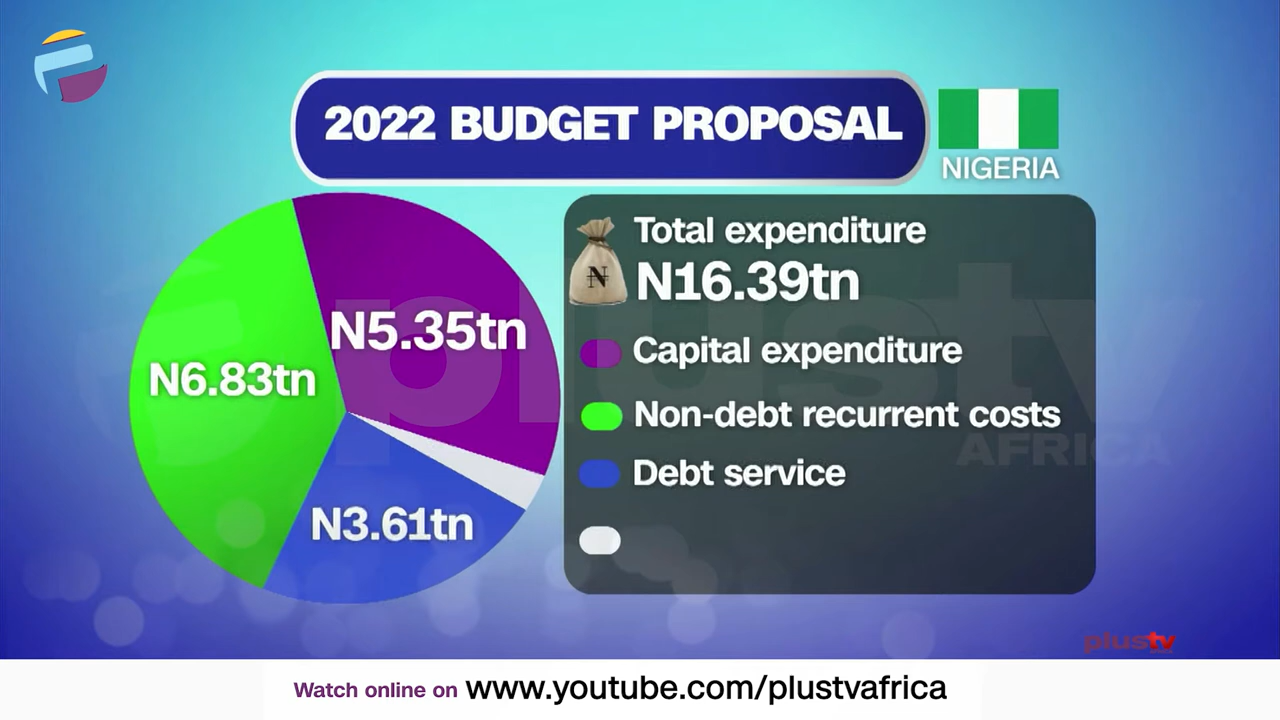 2022 BUDGET PROPOSAL
NIGERIA
Total expenditure
₦
N16.39tn
N5.35tn
N6.83tn
N3.61tn
Capital expenditure
Non-debt recurrent costs
Debt service
plustv
AFRICA
plustv
Watch online on www.youtube.com/plustvafrica